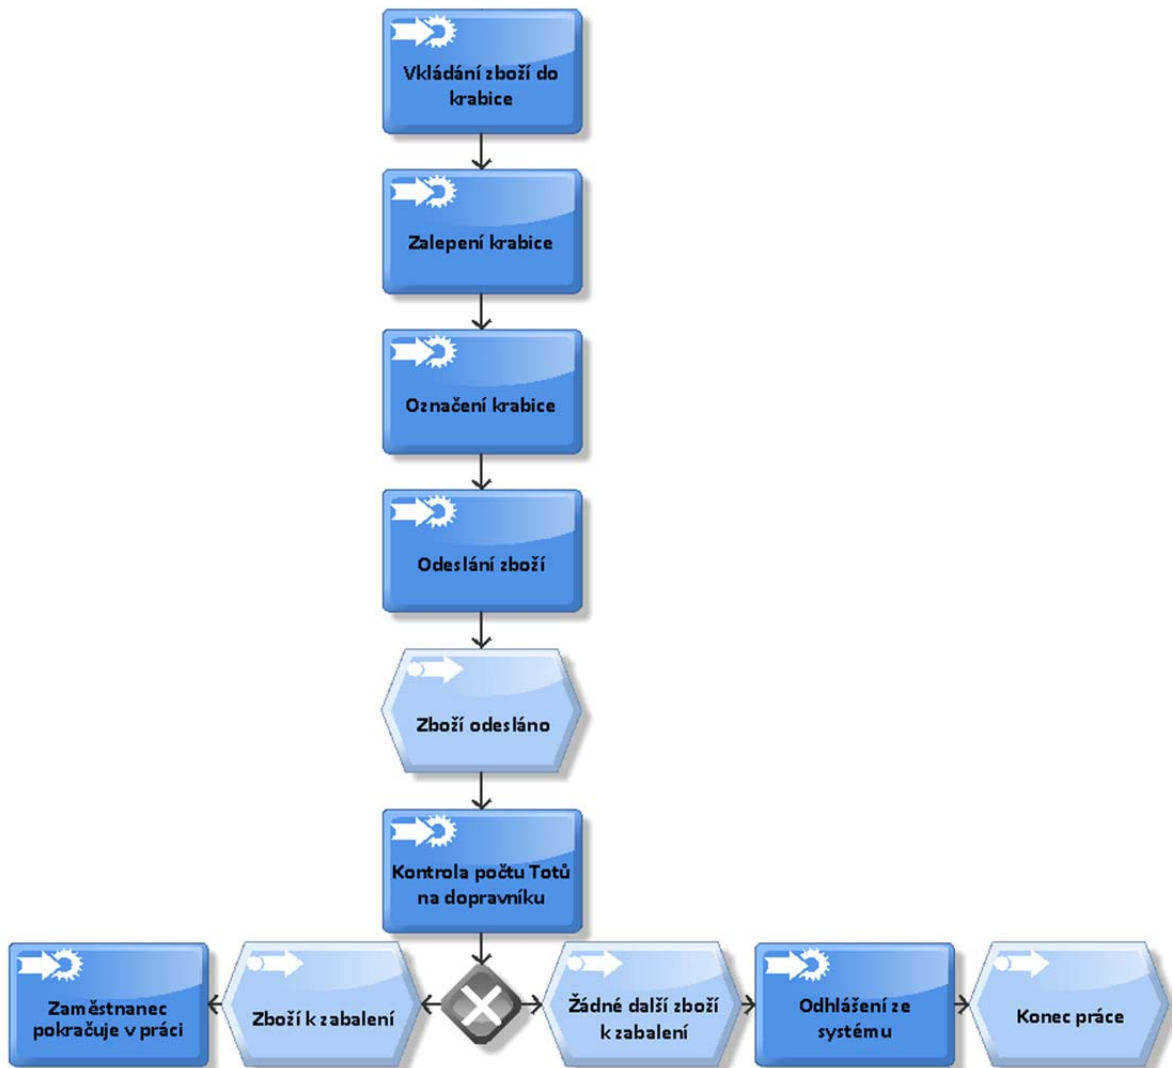 Vkládání zboží do
krabice
Zalepení krabice
Označení krabice
Odeslání zboží
Zboží odesláno
Kontrola počtu Totů
na dopravníku
Zaměstnanec
pokračuje v práci
Zboží k zabalení
Žádné další zboží
k zabalení
Odhlášení ze
systému
Konec práce